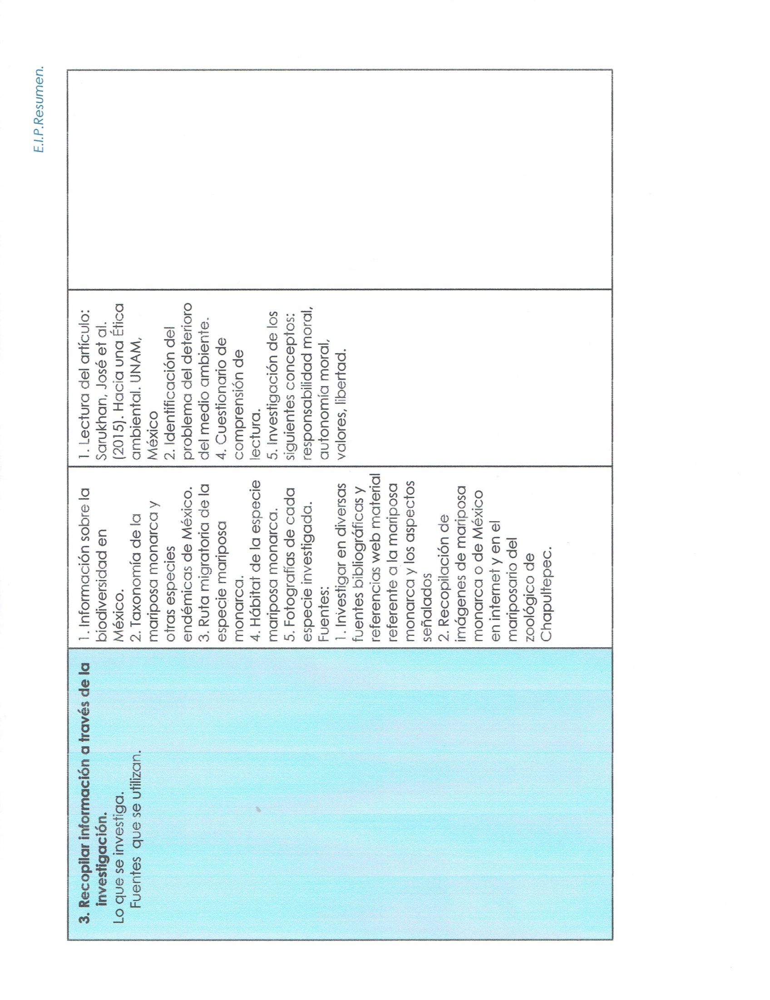 E.I.P.Resumen.
3. Recopilar información a través de la
investigación.
Lo que se investiga.
Fuentes que se utilizan.
1. Información sobre la
biodiversidad en
México.
2. Taxonomía de la
mariposa monarca y
otras especies
endémicas de México.
3. Ruta migratoria de la
especie mariposa
monarca.
4. Hábitat de la especie
mariposa monarca.
5. Fotografías de cada
especie investigada.
Fuentes:
1. Investigar en diversas
fuentes bibliográficas y
referencias web material
referente a la mariposa
monarca y los aspectos
señalados
2. Recopilación de
imágenes de mariposa
monarca o de México
en internet y en el
mariposario del
zoológico de
Chapultepec.
1. Lectura del artículo:
Sarukhan, José et al.
(2015). Hacia una Ética
ambiental. UNAM,
México
2. Identificación del
problema del deterioro
del medio ambiente.
4. Cuestionario de
comprensión de
lectura.
5. Investigación de los
siguientes conceptos:
responsabilidad moral,
autonomía moral,
valores, libertad.